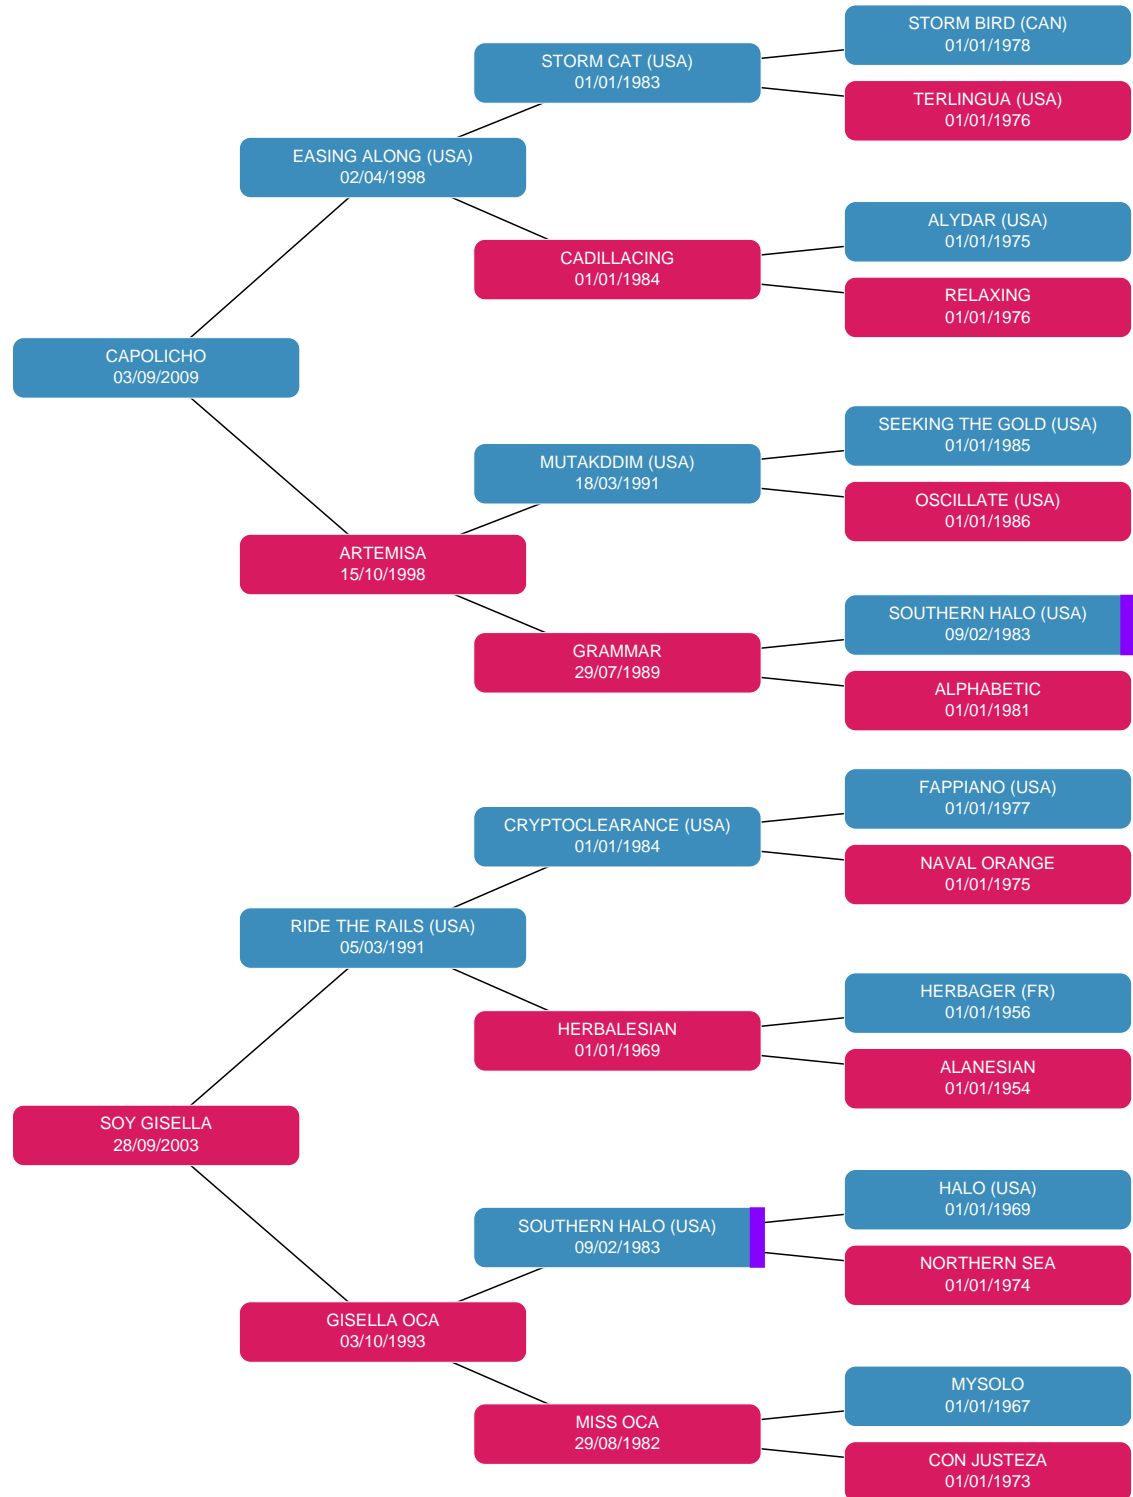 STORM BIRD (CAN)
01/01/1978
STORM CAT (USA)
01/01/1983
TERLINGUA (USA)
01/01/1976
EASING ALONG (USA)
02/04/1998
ALYDAR (USA)
01/01/1975
CADILLACING
01/01/1984
RELAXING
01/01/1976
CAPOLICHO
03/09/2009
SEEKING THE GOLD (USA)
01/01/1985
MUTAKDDIM (USA)
18/03/1991
OSCILLATE (USA)
01/01/1986
ARTEMISA
15/10/1998
SOUTHERN HALO (USA)
09/02/1983
GRAMMAR
29/07/1989
ALPHABETIC
01/01/1981
FAPPIANO (USA)
01/01/1977
CRYPTOCLEARANCE (USA)
01/01/1984
NAVAL ORANGE
01/01/1975
RIDE THE RAILS (USA)
05/03/1991
HERBAGER (FR)
01/01/1956
HERBALESIAN
01/01/1969
ALANESIAN
01/01/1954
SOY GISELLA
28/09/2003
HALO (USA)
01/01/1969
SOUTHERN HALO (USA)
09/02/1983
NORTHERN SEA
01/01/1974
GISELLA OCA
03/10/1993
MYSOLO
01/01/1967
MISS OCA
29/08/1982
CON JUSTEZA
01/01/1973